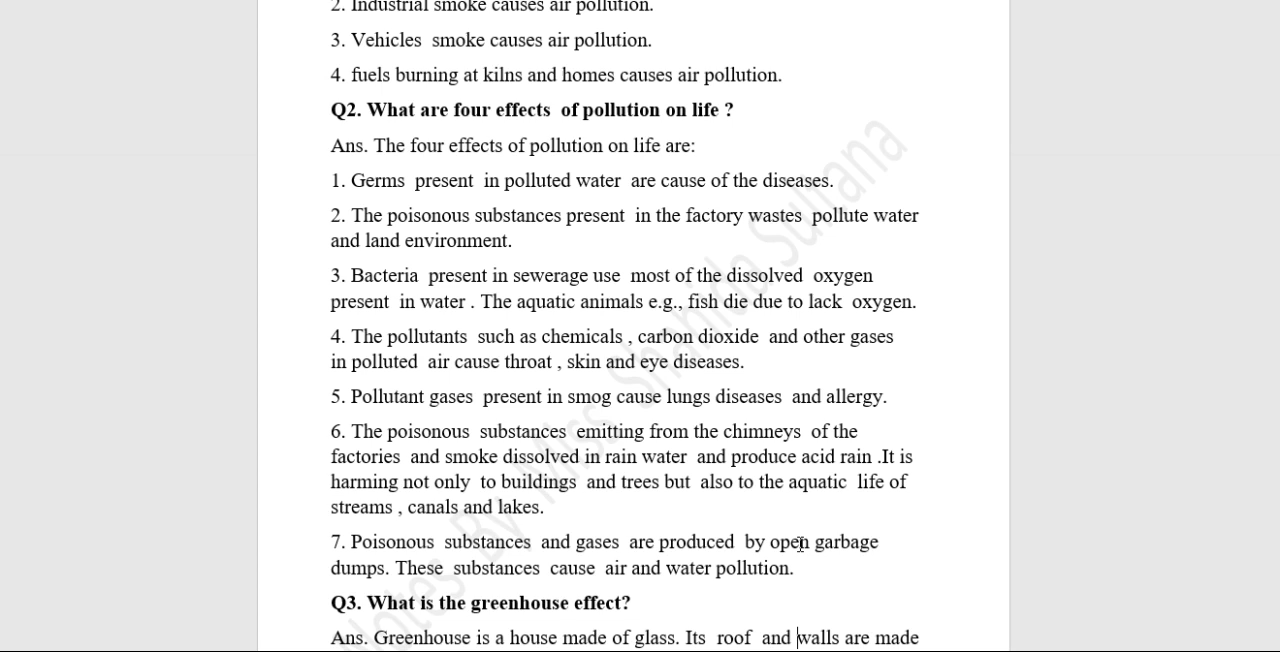 2. Industrial smoke causes air pollution.
3. Vehicles smoke causes air pollution.
4. fuels burning at kilns and homes causes air pollution.
Q2. What are four effects of pollution on life ?
Ans. The four effects of pollution on life are:
1. Germs present in polluted water are cause of the diseases.
2. The poisonous substances present in the factory wastes pollute water
and land environment.
3. Bacteria present in sewerage use most of the dissolved oxygen
present in water . The aquatic animals e.g., fish die due to lack oxygen.
4. The pollutants such as chemicals , carbon dioxide and other gases
in polluted air cause throat , skin and eye diseases.
5. Pollutant gases present in smog cause lungs diseases and allergy.
6. The poisonous substances emitting from the chimneys of the
factories and smoke dissolved in rain water and produce acid rain .It is
harming not only to buildings and trees but also to the aquatic life of
streams , canals and lakes.
7. Poisonous substances and gases are produced by open garbage
dumps. These substances cause air and water pollution.
Q3. What is the greenhouse effect?
Ans. Greenhouse is a house made of glass. Its roof and walls are made
Notes By Miss Shahida Sultana